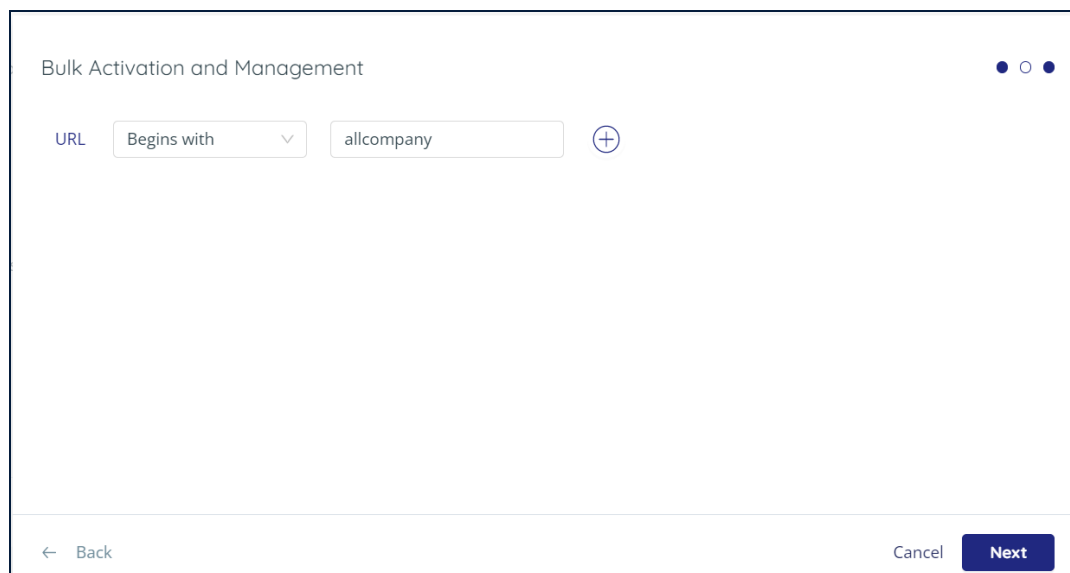 Bulk Activation and Management
URL Begins with allcompany
Back Cancel Next